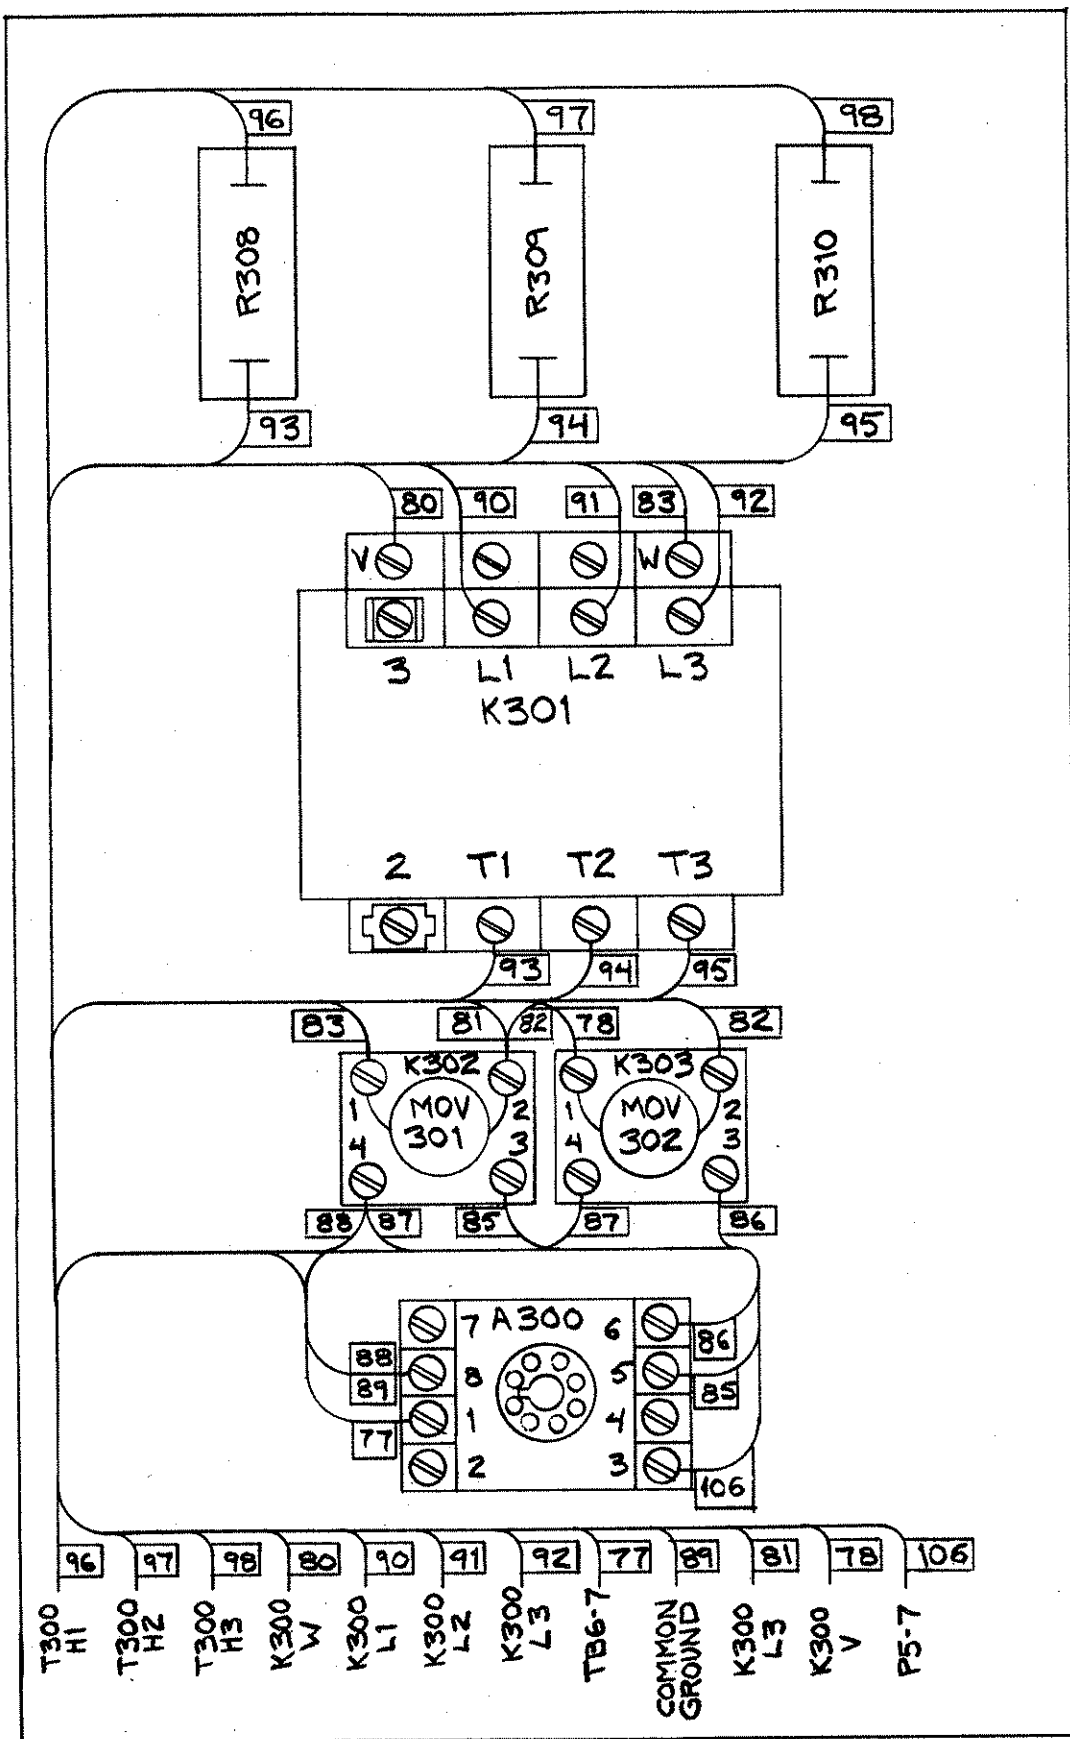 96 97 98
R308 R309 R310
93 94 95
80 90 91 83 92
V W
3 L1 L2 L3
K301
2 T1 T2 T3
93 94 95
83 81 82 78 82
K302 K303
1 MOV 2 1 MOV 2
4 301 3 4 302 3
88 87 85 87 86
7 A300 6
86
88 8 5
89 85
1 4
77
2 3
106
96 97 98 80 90 91 92 77 89 81 78 106
T300
H1
T300
H2
T300
H3
K300
W
K300
L1
K300
L2
K300
L3
TB6-7
COMMON
GROUND
K300
L3
K300
V
P5-7